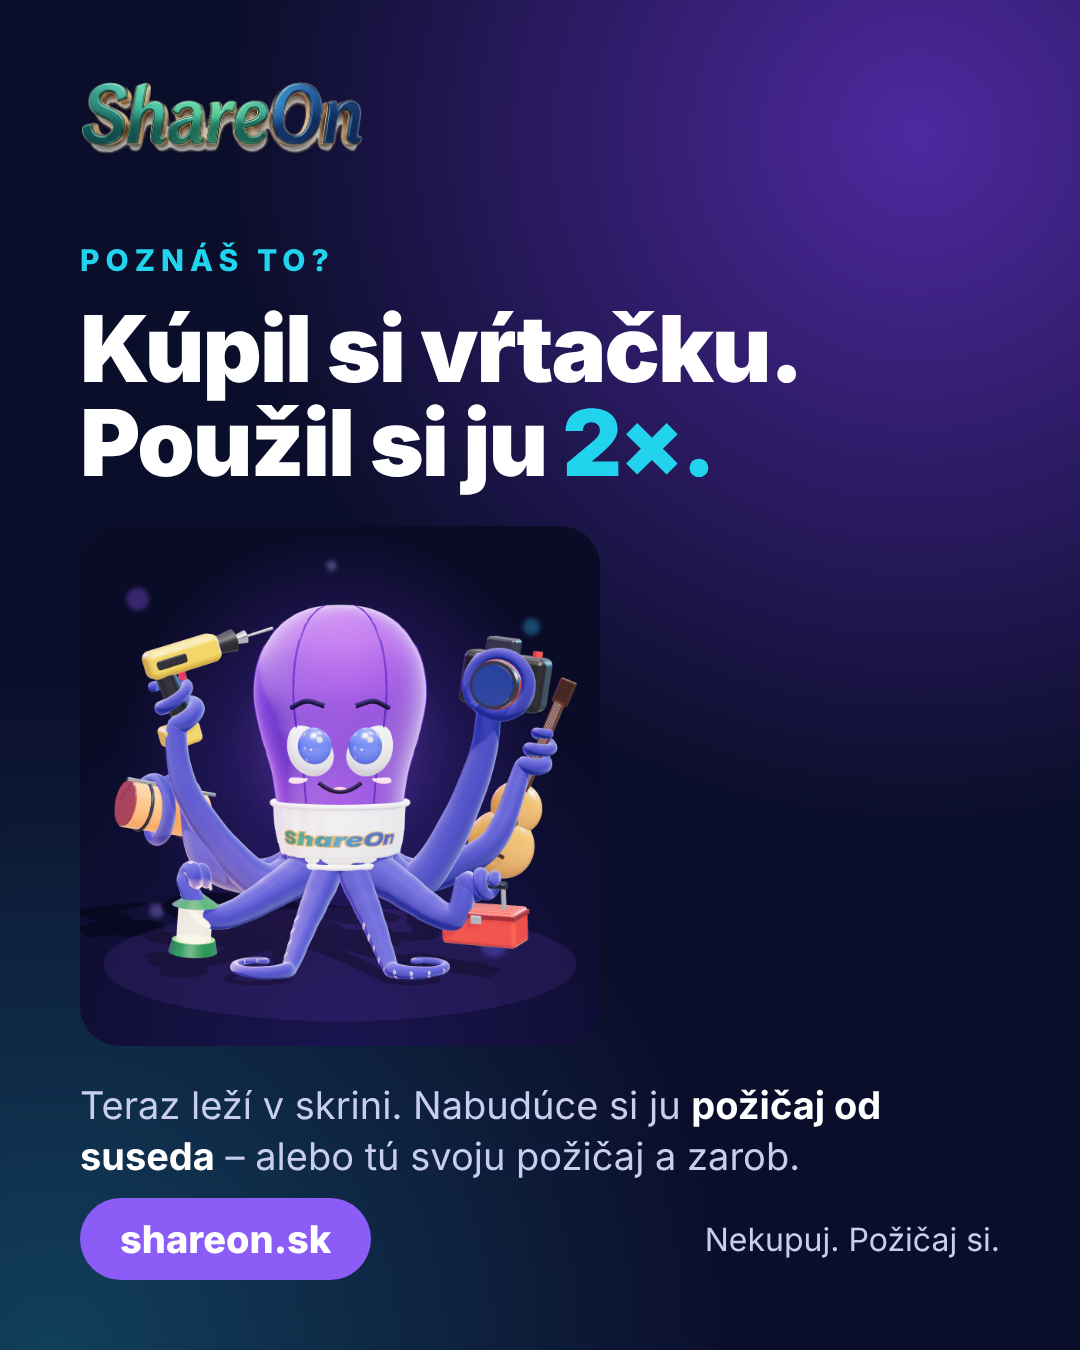 ShareOn
POZNÁŠ TO?
Kúpil si vŕtačku.
Použil si ju 2×.
ShareOn
Teraz leží v skrini. Nabudúce si ju požičaj od
suseda – alebo tú svoju požičaj a zarob.
shareon.sk
Nekupuj. Požičaj si.